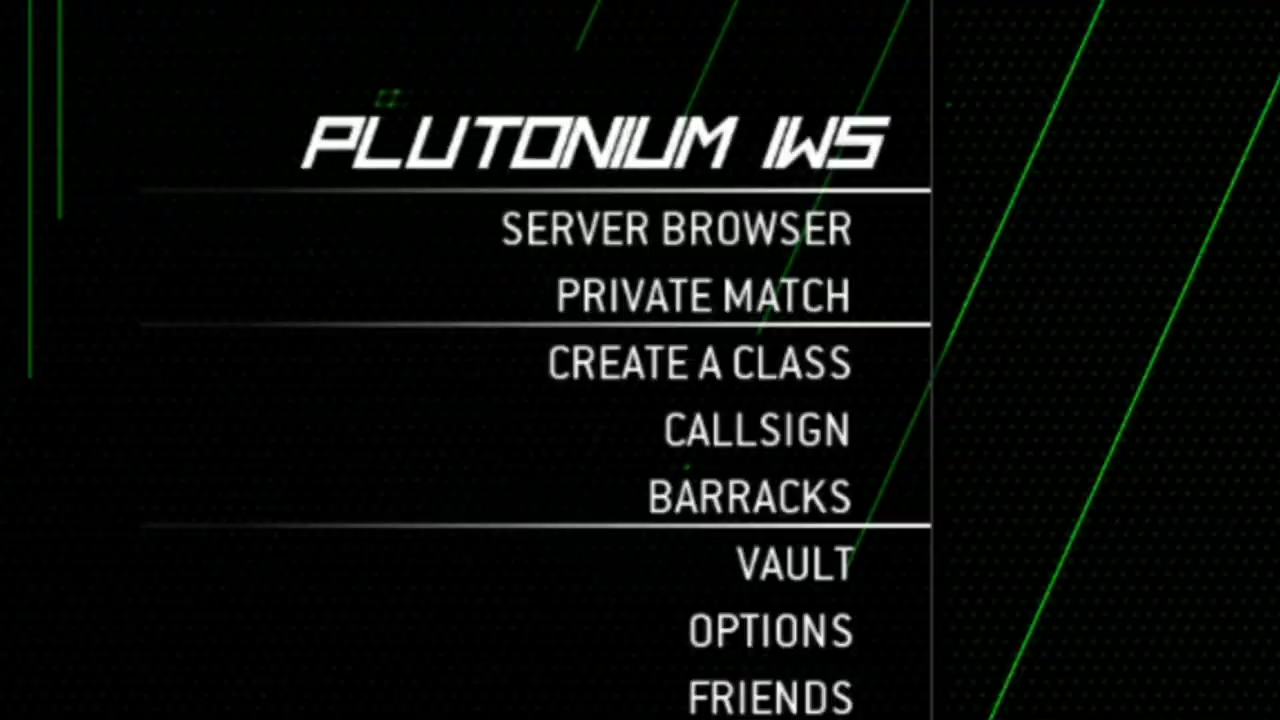 PLUTONIUM IW5
SERVER BROWSER
PRIVATE MATCH
CREATE A CLASS
CALLSIGN
BARRACKS
VAULT
OPTIONS
FRIENDS